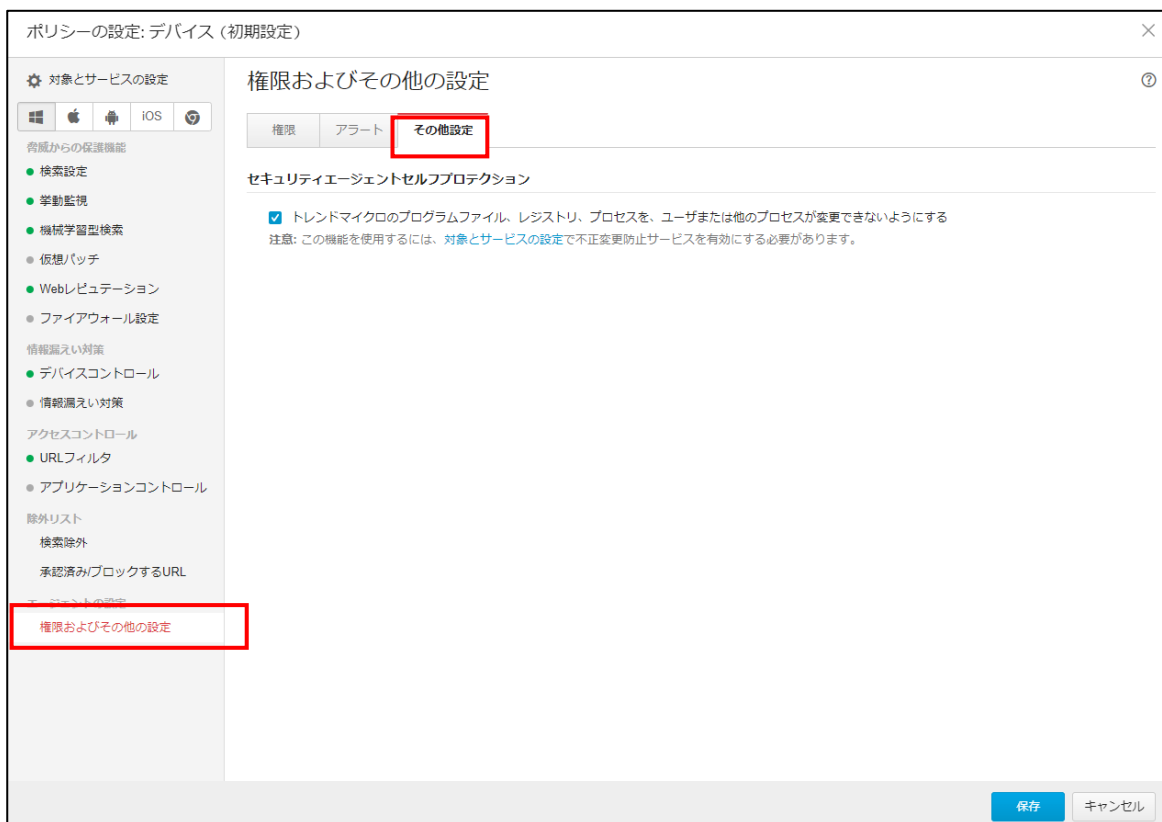 ポリシーの設定: デバイス (初期設定)
対象とサービスの設定
iOS
脅威からの保護機能
検索設定
挙動監視
機械学習型検索
仮想パッチ
Webレピュテーション
ファイアウォール設定
情報漏えい対策
デバイスコントロール
情報漏えい対策
アクセスコントロール
URLフィルタ
アプリケーションコントロール
除外リスト
検索除外
承認済み/ブロックするURL
エージェントの設定
権限およびその他の設定
権限およびその他の設定
権限
アラート
その他設定
セキュリティエージェントセルフプロテクション
トレンドマイクロのプログラムファイル、レジストリ、プロセスを、ユーザまたは他のプロセスが変更できないようにする
注意: この機能を使用するには、対象とサービスの設定で不正変更防止サービスを有効にする必要があります。
保存
キャンセル